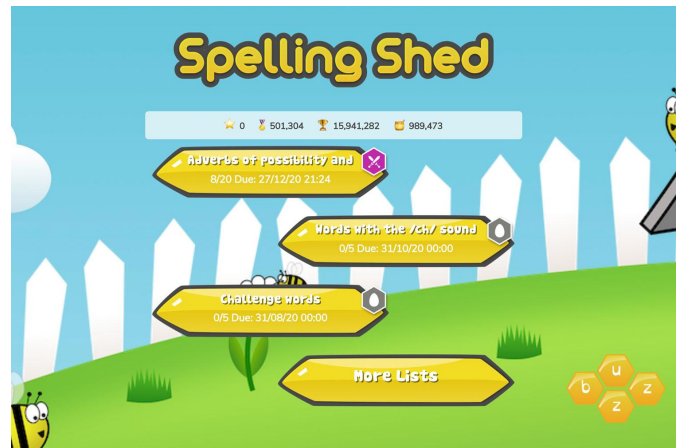 Spelling Shed
0 501,304 15,941,282 989,473
Adverbs of possibility and
8/20 Due: 27/12/20 21:24
Words with the /ch/ sound
0/5 Due: 31/10/20 00:00
Challenge words
0/5 Due: 31/08/20 00:00
More Lists
b u z z